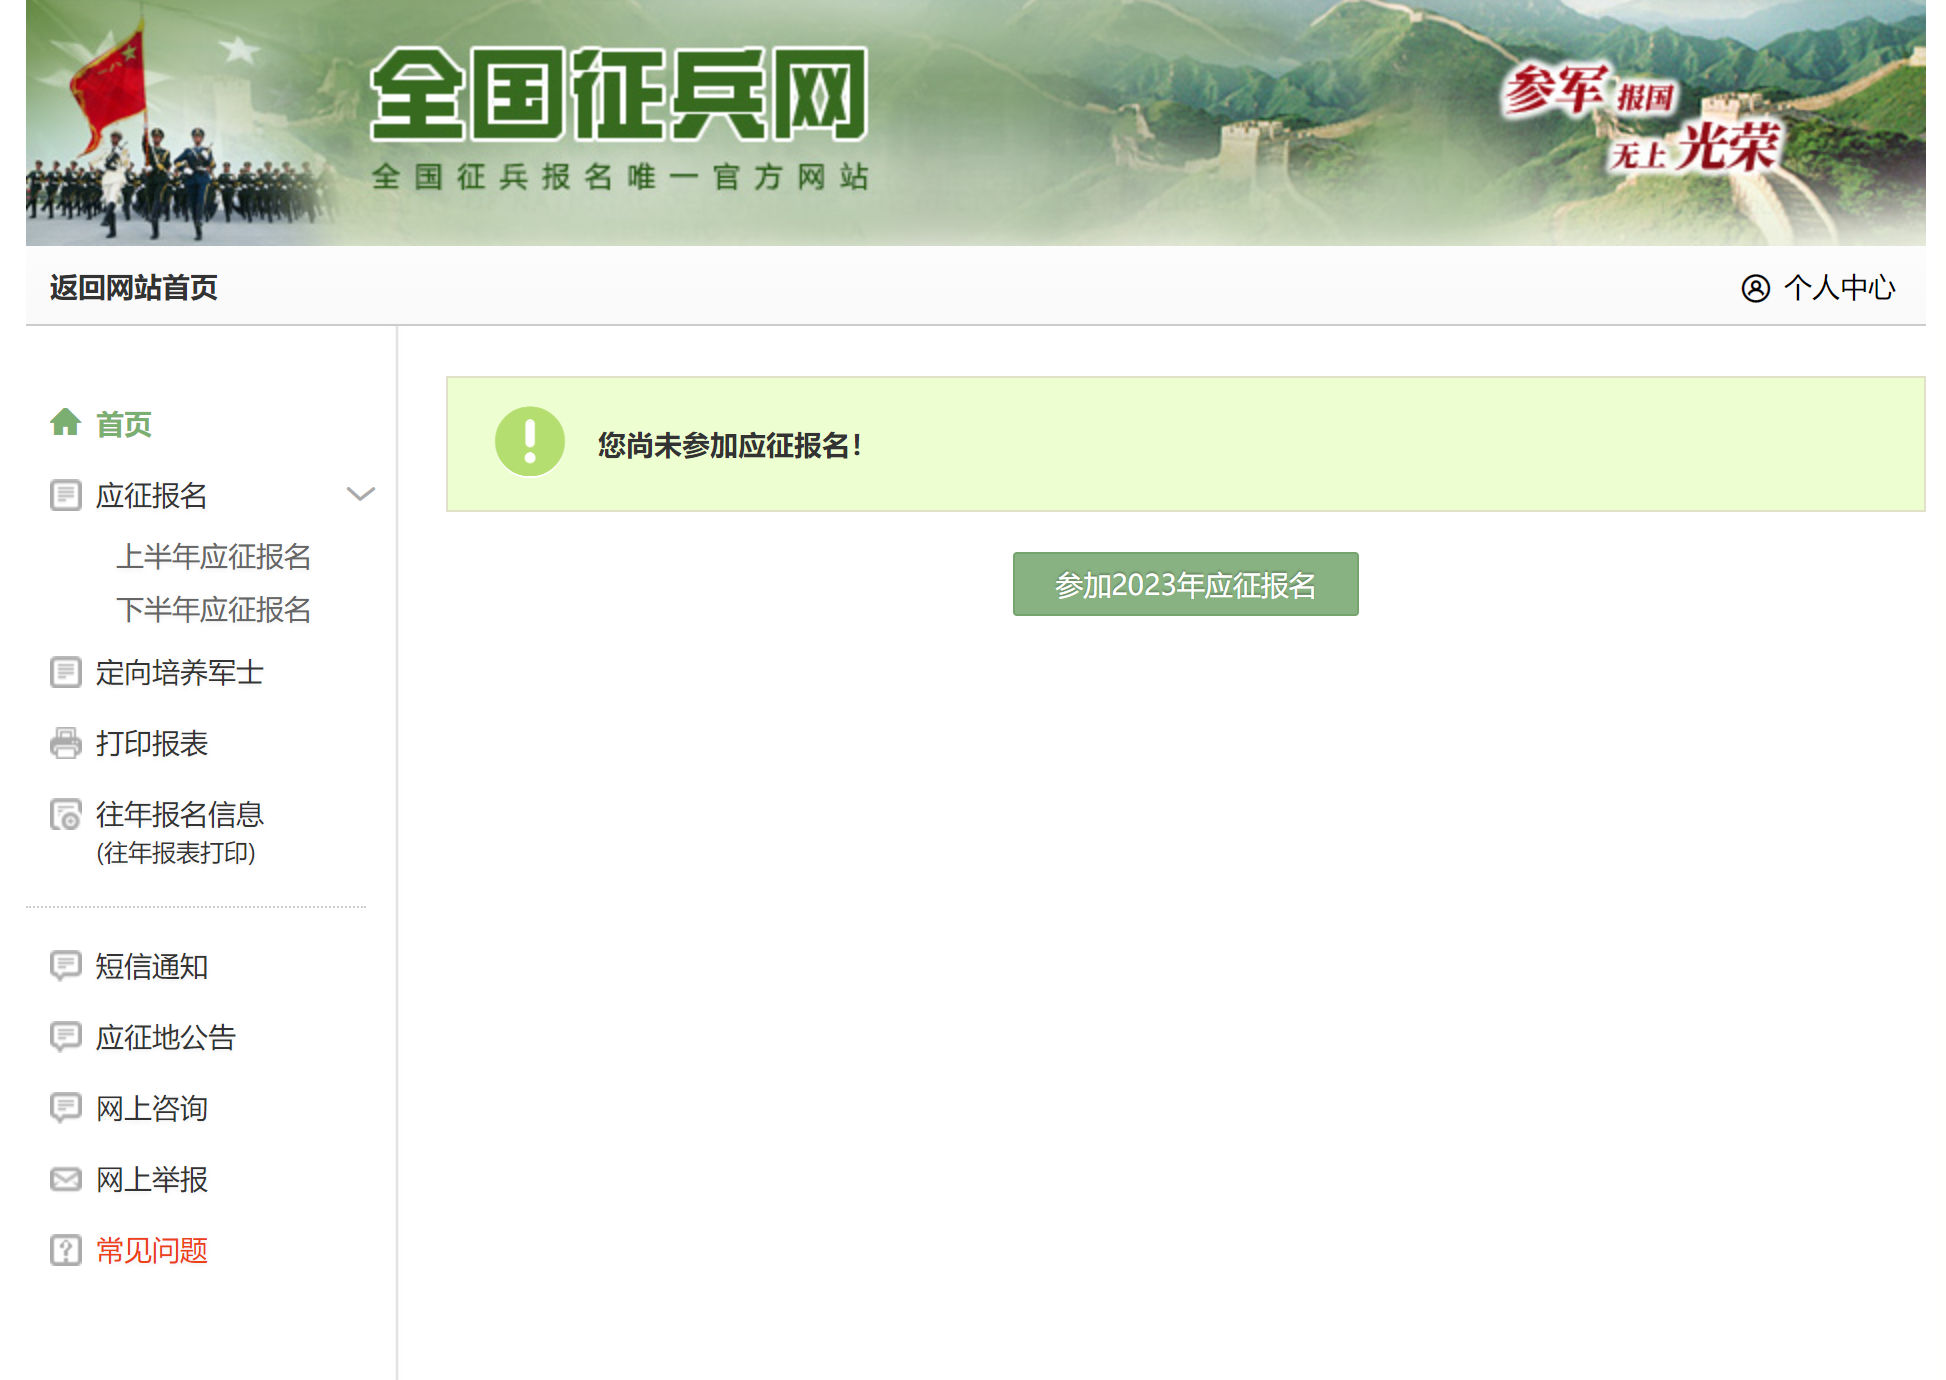 全国征兵网
全国征兵报名唯一官方网站
参军报国
无上光荣
返回网站首页
个人中心
首页
应征报名
上半年应征报名
下半年应征报名
定向培养军士
打印报表
往年报名信息
(往年报表打印)
短信通知
应征地公告
网上咨询
网上举报
常见问题
您尚未参加应征报名！
参加2023年应征报名